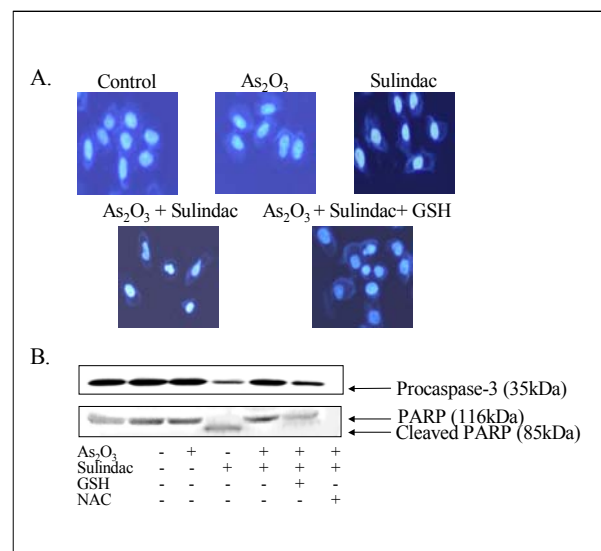 A.
Control
As₂O₃
Sulindac
As₂O₃ + Sulindac
As₂O₃ + Sulindac+ GSH
B.
Procaspase-3 (35kDa)
PARP (116kDa)
Cleaved PARP (85kDa)
As₂O₃ - + - + + +
Sulindac - - + + + +
GSH - - - - + -
NAC - - - - - +